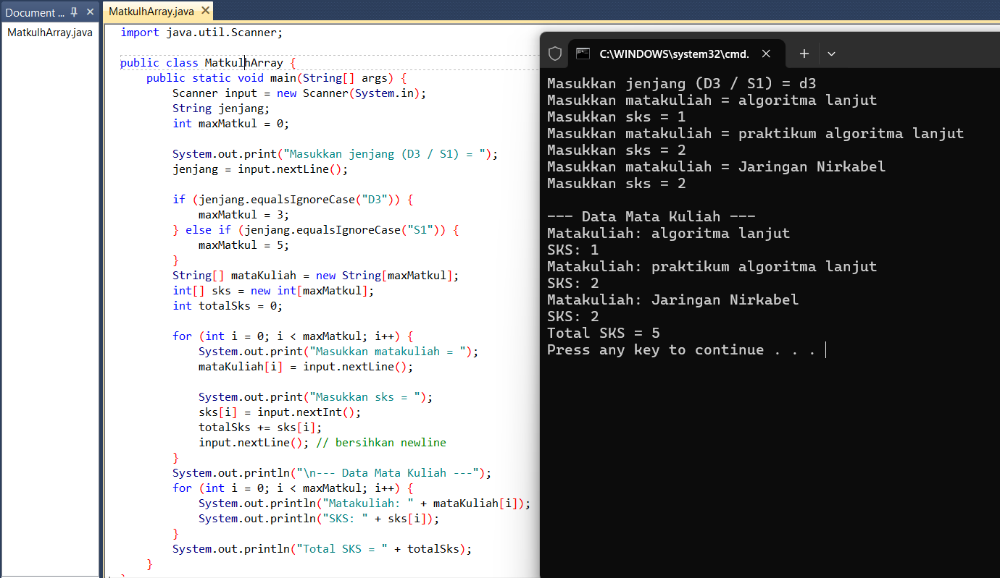 Document ...
MatkulhArray.java
MatkulhArray.java
import java.util.Scanner;
public class MatkulhArray {
public static void main(String[] args) {
Scanner input = new Scanner(System.in);
String jenjang;
int maxMatkul = 0;
System.out.print("Masukkan jenjang (D3 / S1) = ");
jenjang = input.nextLine();
if (jenjang.equalsIgnoreCase("D3")) {
maxMatkul = 3;
} else if (jenjang.equalsIgnoreCase("S1")) {
maxMatkul = 5;
}
String[] mataKuliah = new String[maxMatkul];
int[] sks = new int[maxMatkul];
int totalSks = 0;
for (int i = 0; i < maxMatkul; i++) {
System.out.print("Masukkan matakuliah = ");
mataKuliah[i] = input.nextLine();
System.out.print("Masukkan sks = ");
sks[i] = input.nextInt();
totalSks += sks[i];
input.nextLine(); // bersihkan newline
}
System.out.println("\n--- Data Mata Kuliah ---");
for (int i = 0; i < maxMatkul; i++) {
System.out.println("Matakuliah: " + mataKuliah[i]);
System.out.println("SKS: " + sks[i]);
}
System.out.println("Total SKS = " + totalSks);
}
C:\WINDOWS\system32\cmd.
Masukkan jenjang (D3 / S1) = d3
Masukkan matakuliah = algoritma lanjut
Masukkan sks = 1
Masukkan matakuliah = praktikum algoritma lanjut
Masukkan sks = 2
Masukkan matakuliah = Jaringan Nirkabel
Masukkan sks = 2
--- Data Mata Kuliah ---
Matakuliah: algoritma lanjut
SKS: 1
Matakuliah: praktikum algoritma lanjut
SKS: 2
Matakuliah: Jaringan Nirkabel
SKS: 2
Total SKS = 5
Press any key to continue . . .